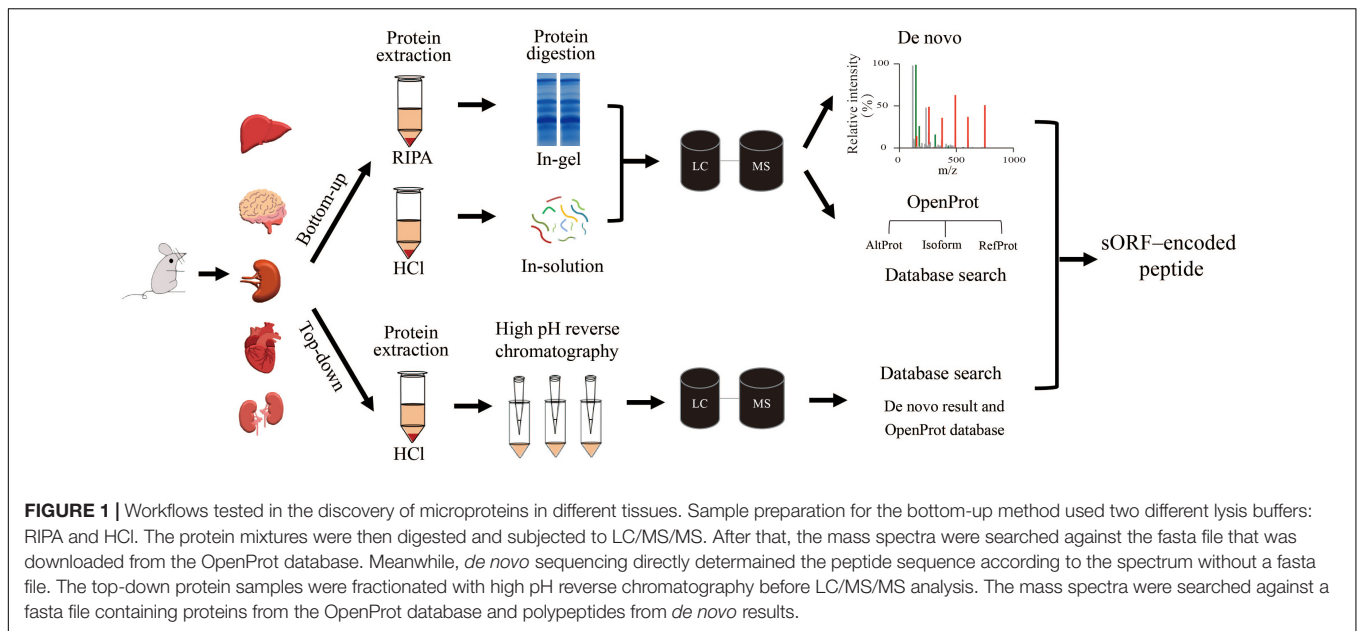 Protein
extraction
RIPA
HCl
Protein
digestion
In-gel
In-solution
Bottom-up
LC
MS
De novo
Relative intensity
(%)
100
50
0
0
500
1000
m/z
OpenProt
AltProt
Isoform
RefProt
Database search
sORF–encoded
peptide
Top-down
Protein
extraction
HCl
High pH reverse
chromatography
LC
MS
Database search
De novo result and
OpenProt database
FIGURE 1 | Workflows tested in the discovery of microproteins in different tissues. Sample preparation for the bottom-up method used two different lysis buffers:
RIPA and HCl. The protein mixtures were then digested and subjected to LC/MS/MS. After that, the mass spectra were searched against the fasta file that was
downloaded from the OpenProt database. Meanwhile, de novo sequencing directly determined the peptide sequence according to the spectrum without a fasta
file. The top-down protein samples were fractionated with high pH reverse chromatography before LC/MS/MS analysis. The mass spectra were searched against a
fasta file containing proteins from the OpenProt database and polypeptides from de novo results.